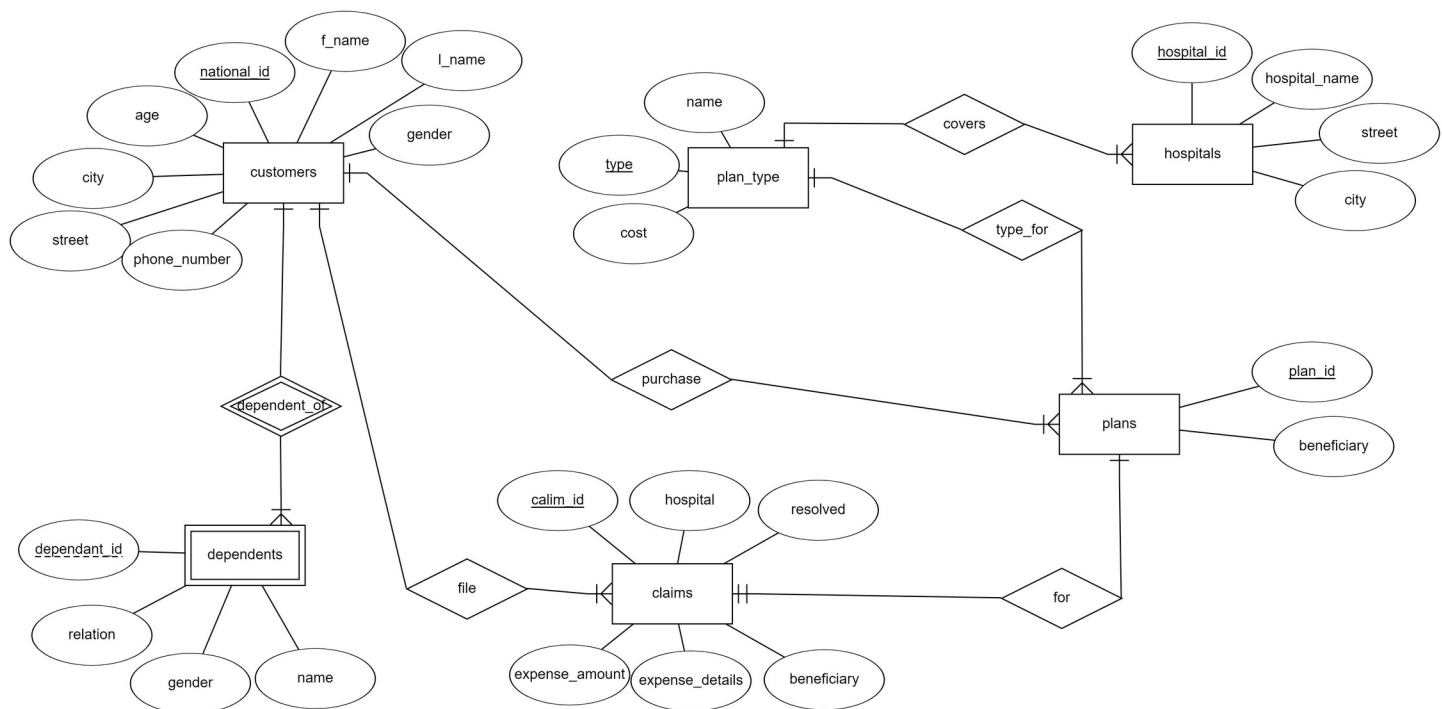 f_name
national_id
l_name
age
gender
customers
city
street
phone_number
name
type
plan_type
cost
covers
type_for
hospital_id
hospital_name
street
hospitals
city
purchase
plan_id
plans
beneficiary
dependent_of
dependant_id
dependents
relation
gender
name
file
calim_id
hospital
resolved
claims
expense_amount
expense_details
beneficiary
for